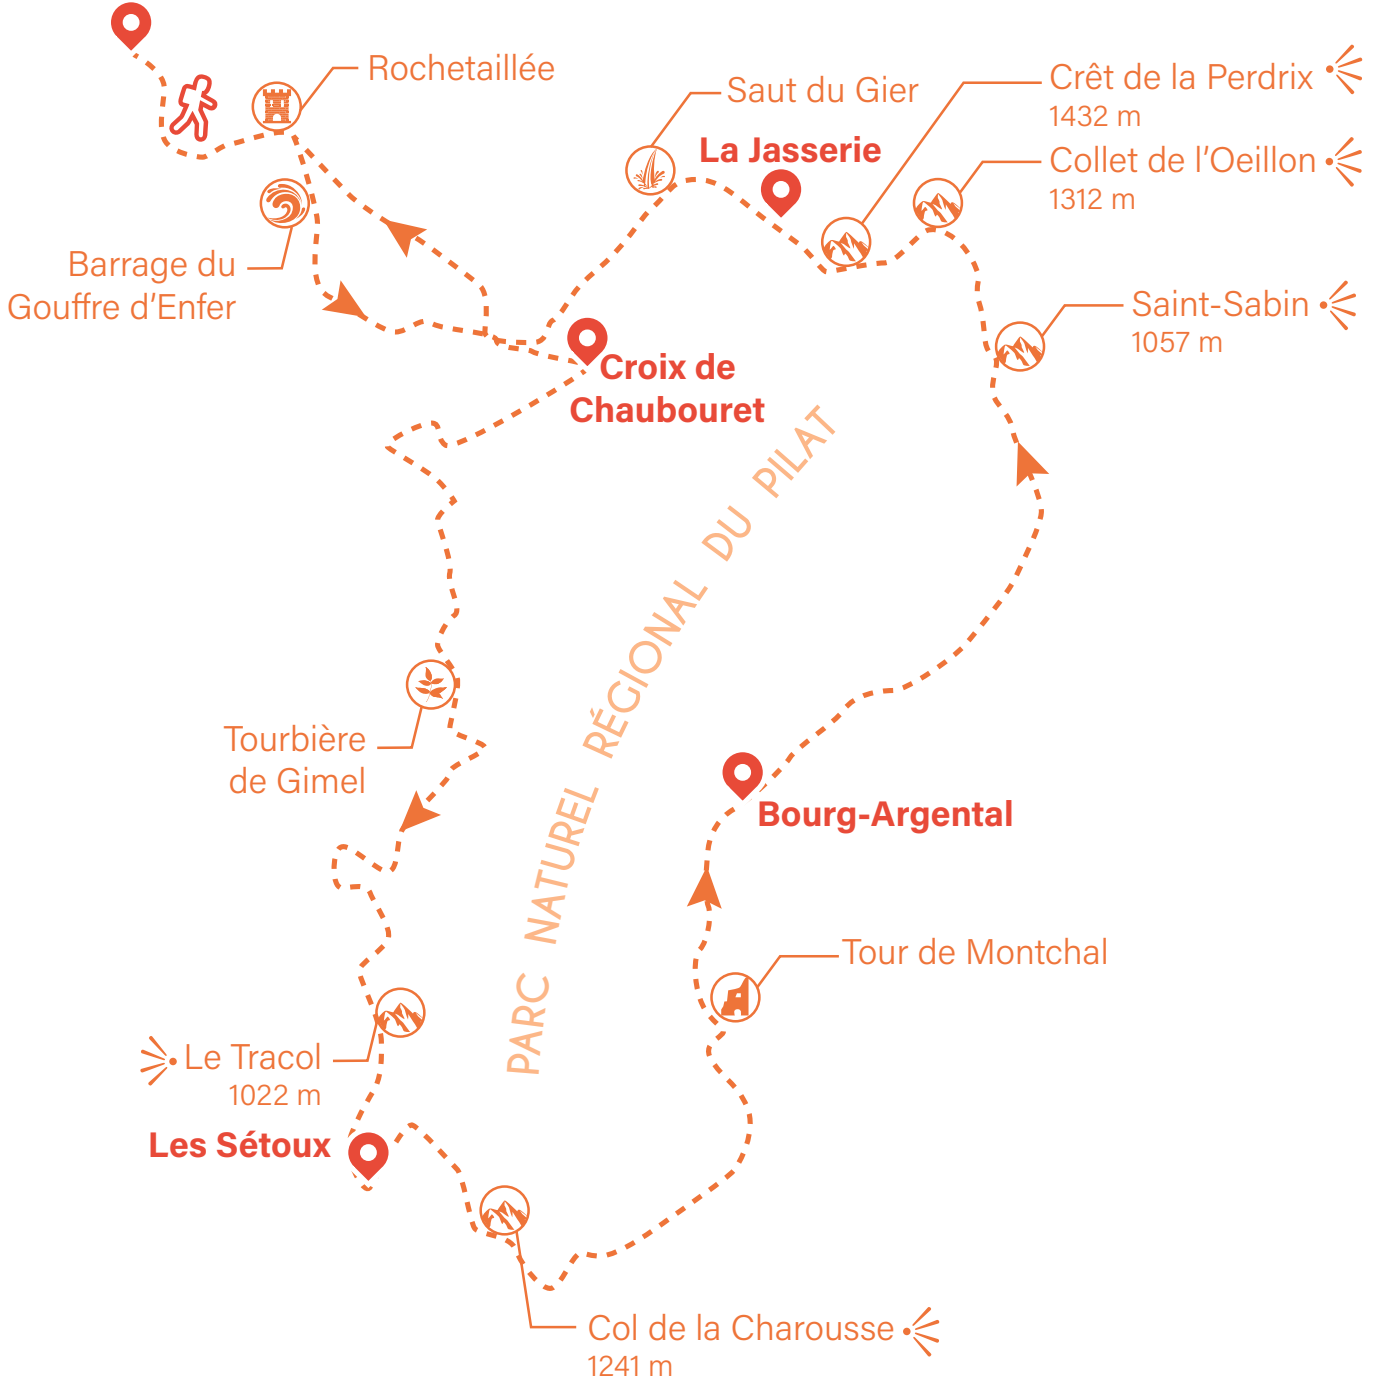 Rochetaillée
Saut du Gier
Crêt de la Perdrix
1432 m
La Jasserie
Collet de l'Oeillon
1312 m
Barrage du
Gouffre d'Enfer
Saint-Sabin
1057 m
Croix de
Chaubouret
PARC NATUREL RÉGIONAL DU PILAT
Tourbière
de Gimel
Bourg-Argental
Tour de Montchal
Le Tracol
1022 m
Les Sétoux
Col de la Charousse
1241 m